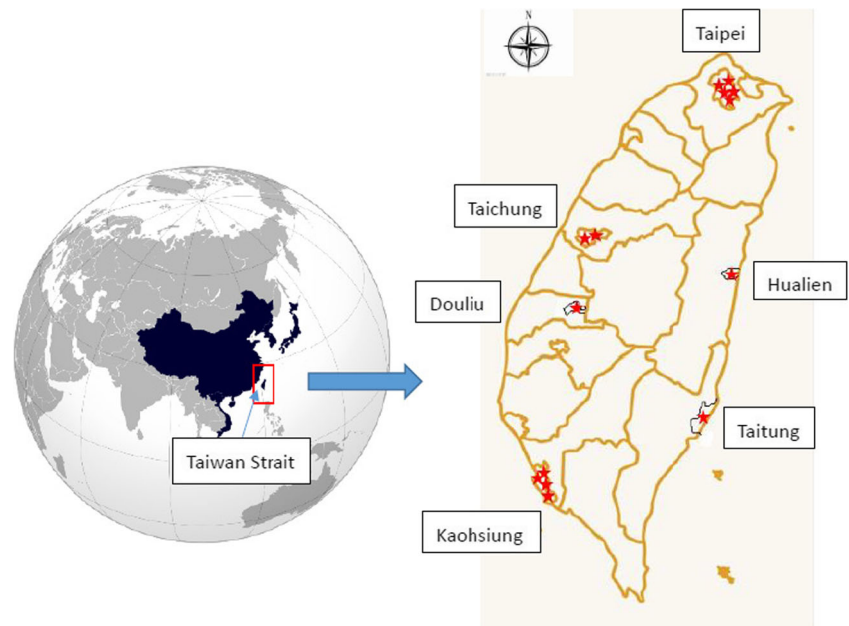 N
Taipei
Taichung
Hualien
Douliu
Taiwan Strait
Taitung
Kaohsiung